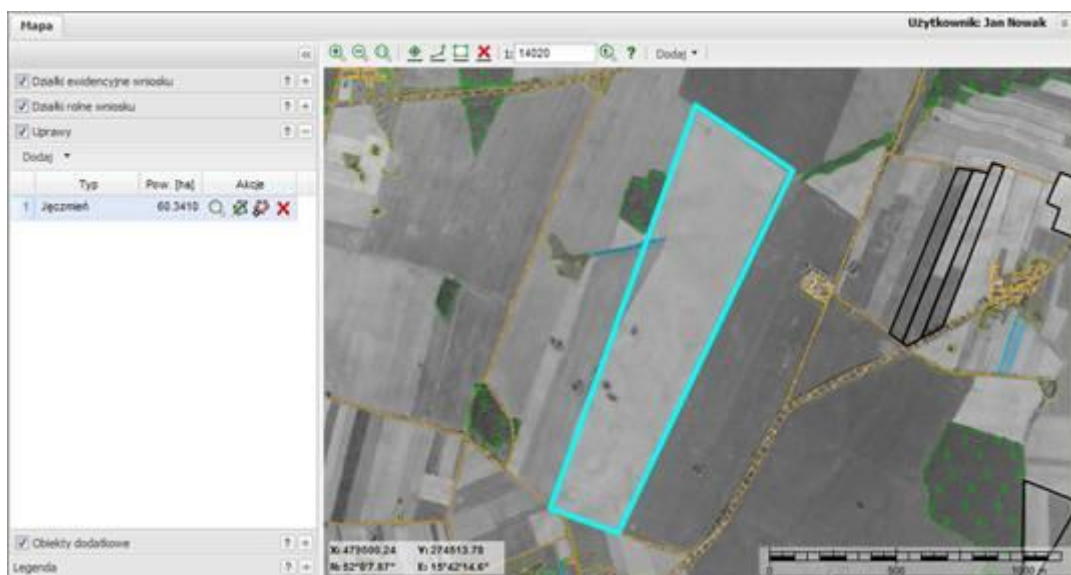 Mapa
Użytkownik: Jan Nowak
1: 14020
Dodaj
Działki ewidencyjne wniosku
Działki rolne wniosku
Uprawy
Dodaj
Typ Pow. [ha] Akcje
1 Jęczmień 60.3410
Obiekty dodatkowe
Legenda
X: 479500.24 Y: 274513.78
N: 52°0'7.87" E: 15°42'14.6"
0 500 1000 m